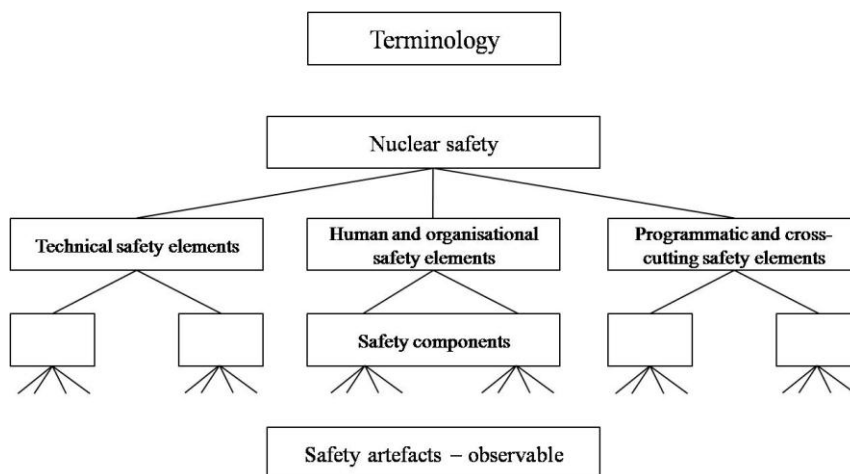 Terminology
Nuclear safety
Technical safety elements
Human and organisational
safety elements
Programmatic and cross-
cutting safety elements
Safety components
Safety artefacts – observable